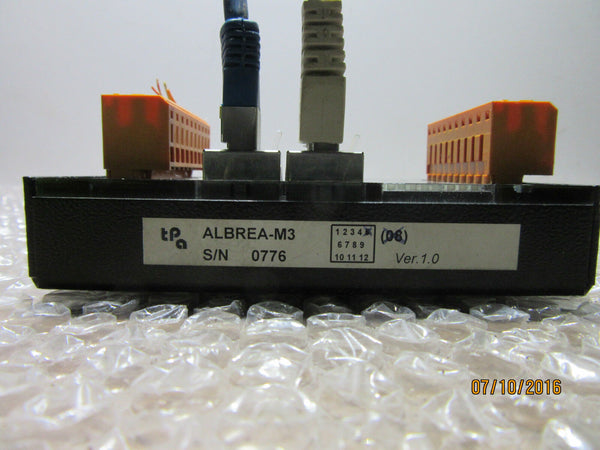 tPa
ALBREA-M3
S/N 0776
1 2 3 4
6 7 8 9
10 11 12
(08)
Ver.1.0
07/10/2016